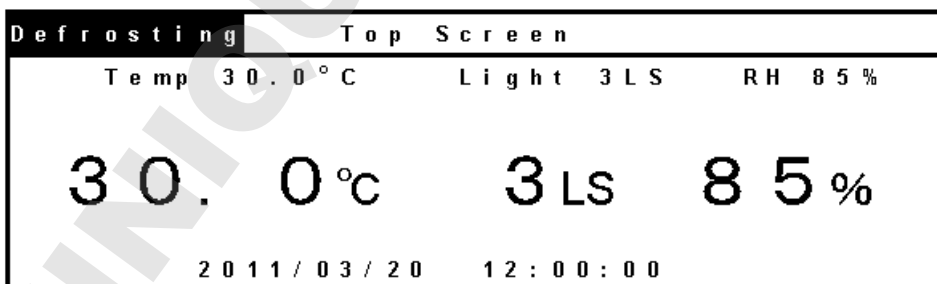 Defrosting Top Screen
Temp 30.0°C Light 3LS RH 85%
30.0℃ 3LS 85%
2011/03/20 12:00:00